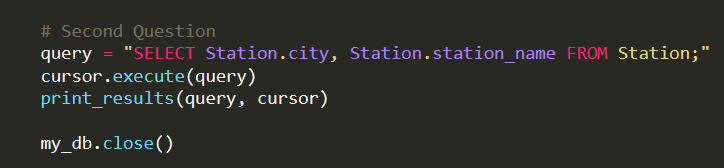 # Second Question
query = "SELECT Station.city, Station.station_name FROM Station;"
cursor.execute(query)
print_results(query, cursor)
my_db.close()